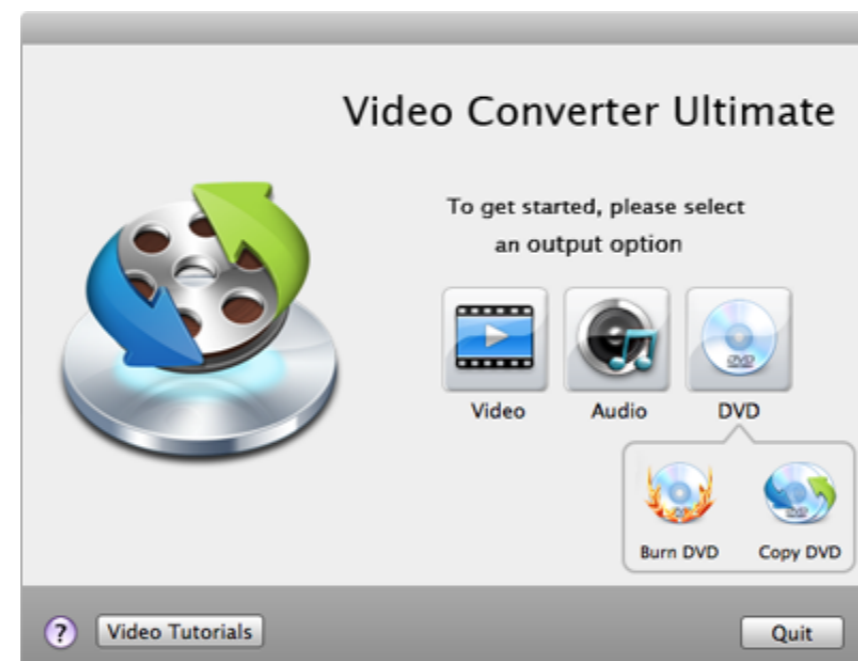 Video Converter Ultimate
To get started, please select
an output option
Video Audio DVD
DVD
Burn DVD Copy DVD
? Video Tutorials Quit